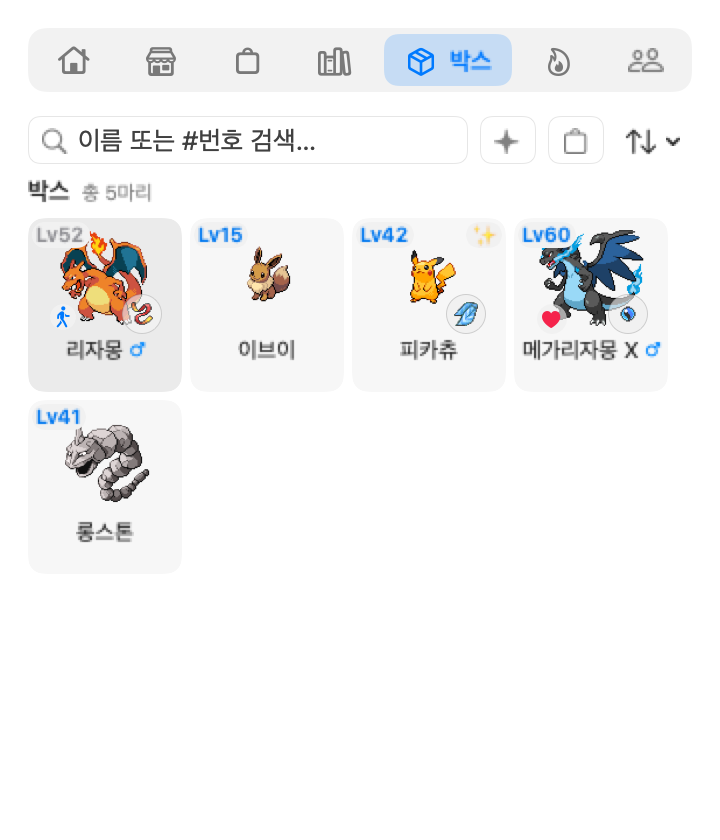 박스
이름 또는 #번호 검색...
박스 총 5마리
Lv52
리자몽 ♂
Lv15
이브이
Lv42
피카츄
Lv60
메가리자몽 X ♂
Lv41
롱스톤